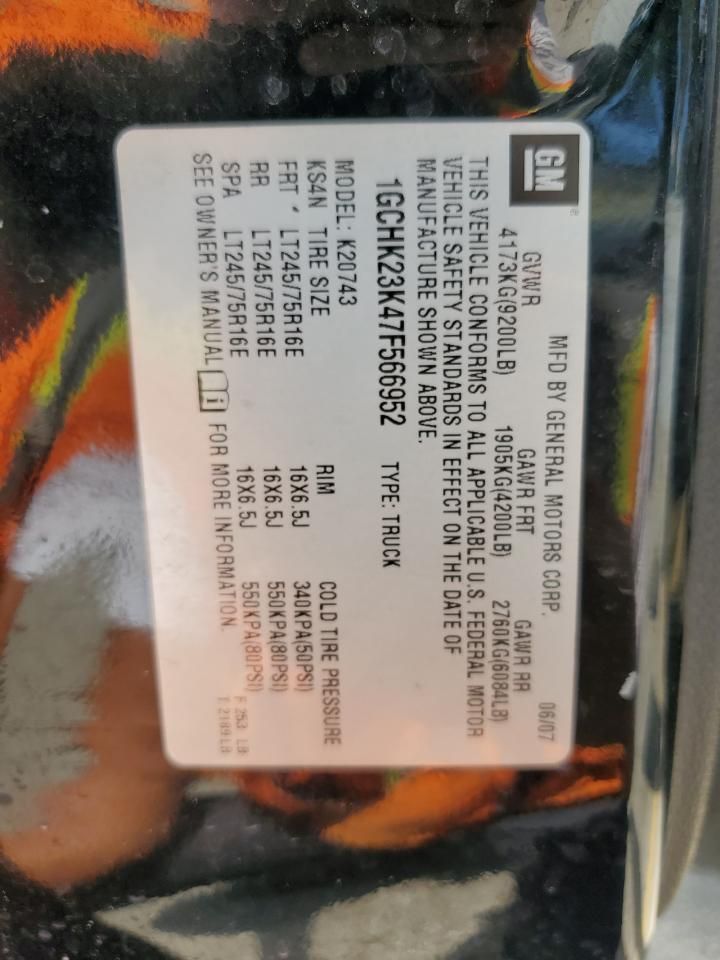 GM®
MFD BY GENERAL MOTORS CORP. 06/07
GVWR GAWR FRT GAWR RR
4173KG(9200LB) 1905KG(4200LB) 2760KG(6084LB)
THIS VEHICLE CONFORMS TO ALL APPLICABLE U.S. FEDERAL MOTOR
VEHICLE SAFETY STANDARDS IN EFFECT ON THE DATE OF
MANUFACTURE SHOWN ABOVE.
1GCHK23K47F566952 TYPE: TRUCK
MODEL: K20743
KS4N TIRE SIZE RIM COLD TIRE PRESSURE
FRT LT245/75R16E 16X6.5J 340KPA(50PSI)
RR LT245/75R16E 16X6.5J 550KPA(80PSI)
SPA LT245/75R16E 16X6.5J 550KPA(80PSI)
SEE OWNER'S MANUAL i FOR MORE INFORMATION.
F 253 LB
T 2189LB